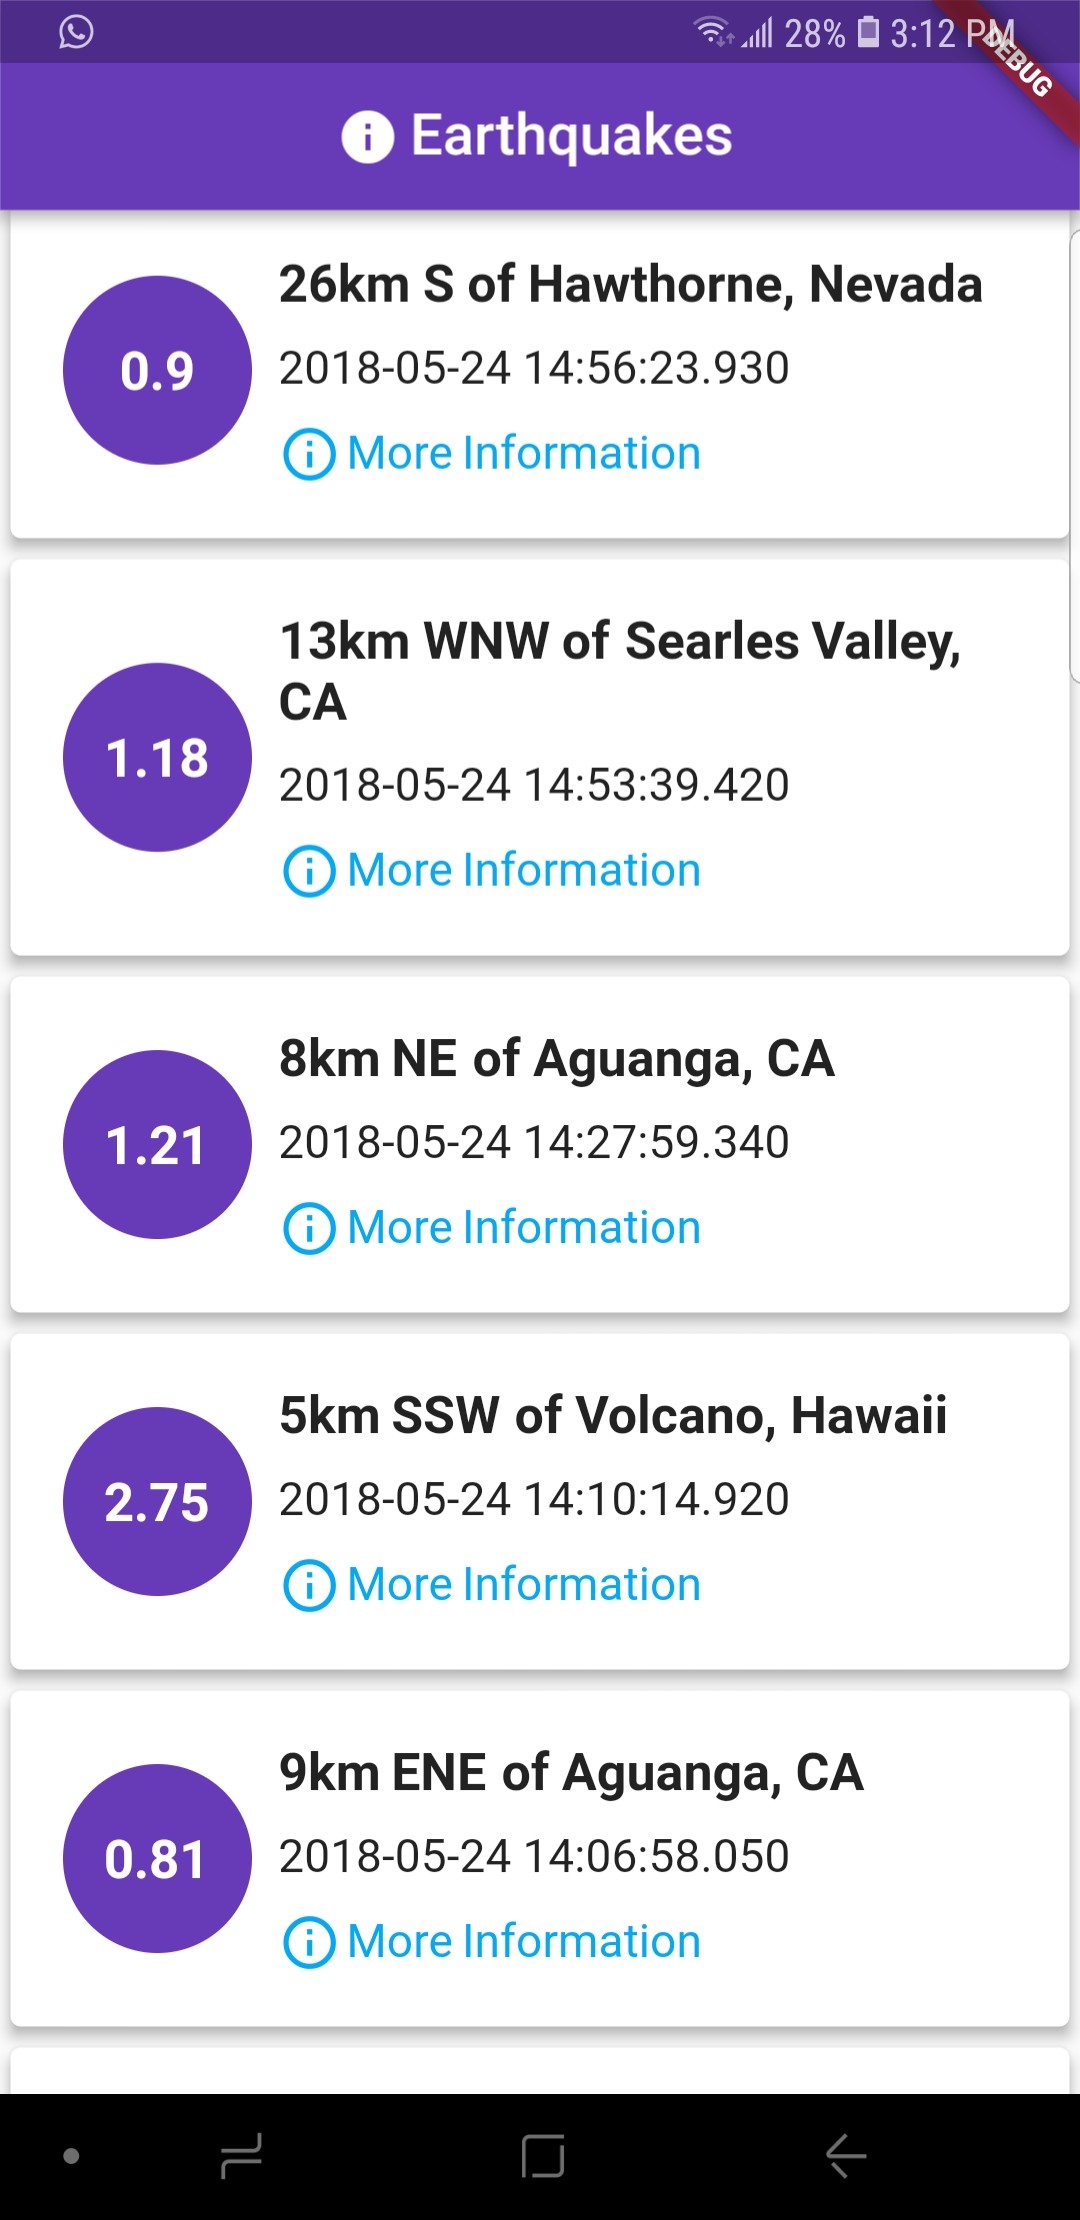 28% 3:12 PM
DEBUG
Earthquakes
26km S of Hawthorne, Nevada
0.9
2018-05-24 14:56:23.930
More Information
13km WNW of Searles Valley,
CA
1.18
2018-05-24 14:53:39.420
More Information
8km NE of Aguanga, CA
1.21
2018-05-24 14:27:59.340
More Information
5km SSW of Volcano, Hawaii
2.75
2018-05-24 14:10:14.920
More Information
9km ENE of Aguanga, CA
0.81
2018-05-24 14:06:58.050
More Information